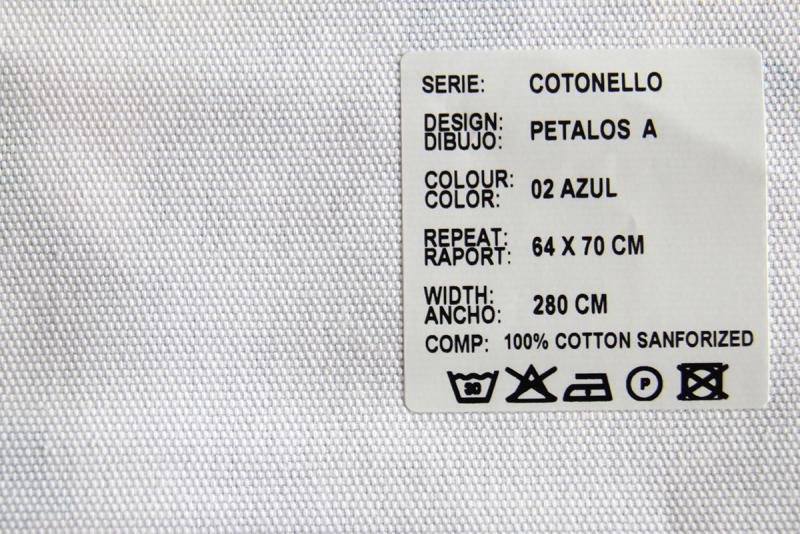 SERIE: COTONELLO
DESIGN:
DIBUJO: PETALOS A
COLOUR:
COLOR: 02 AZUL
REPEAT:
RAPORT: 64 X 70 CM
WIDTH:
ANCHO: 280 CM
COMP: 100% COTTON SANFORIZED
30 P